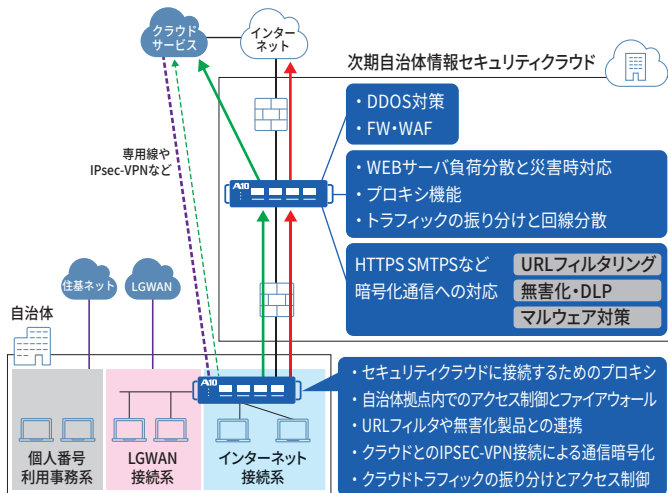 クラウド
サービス
インター
ネット
次期自治体情報セキュリティクラウド
・DDOS対策
・FW・WAF
専用線や
IPsec-VPNなど
・WEBサーバ負荷分散と災害時対応
・プロキシ機能
・トラフィックの振り分けと回線分散
A10
HTTPS SMTPSなど
暗号化通信への対応
URLフィルタリング
無害化・DLP
マルウェア対策
住基ネット
LGWAN
自治体
A10
・セキュリティクラウドに接続するためのプロキシ
・自治体拠点内でのアクセス制御とファイアウォール
・URLフィルタや無害化製品との連携
・クラウドとのIPSEC-VPN接続による通信暗号化
・クラウドトラフィックの振り分けとアクセス制御
個人番号
利用事務系
LGWAN
接続系
インターネット
接続系